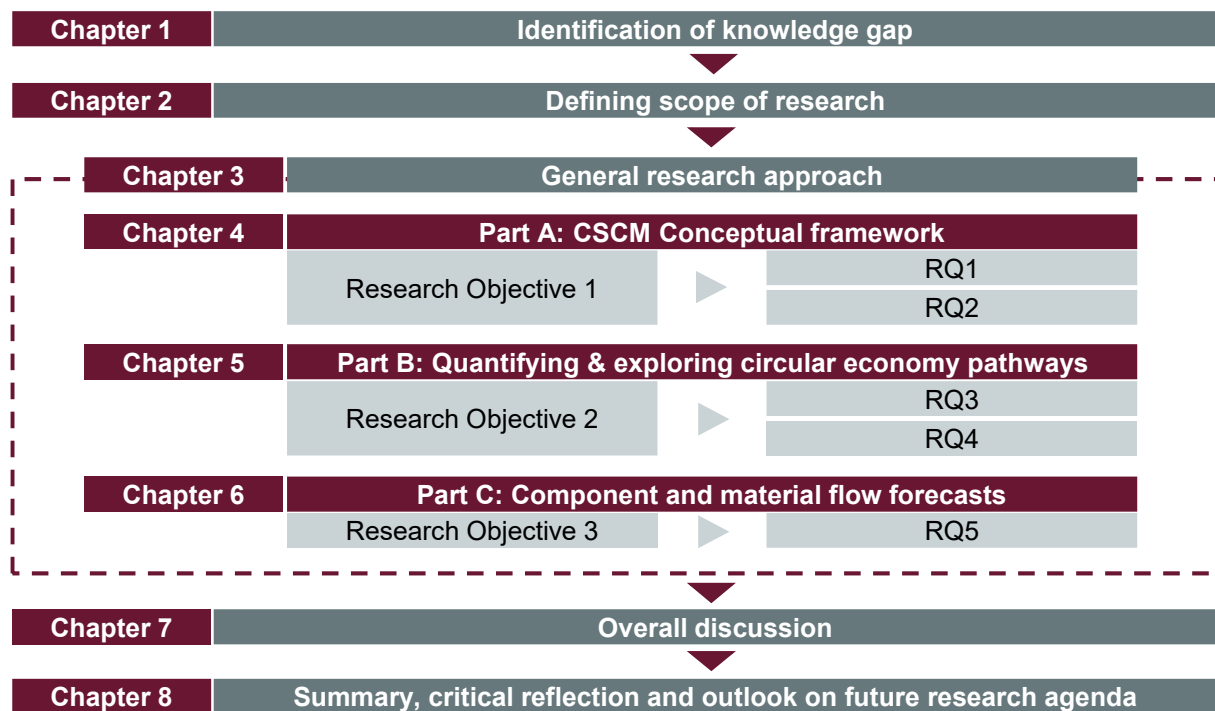 Chapter 1 Identification of knowledge gap
Chapter 2 Defining scope of research
Chapter 3 General research approach
Chapter 4 Part A: CSCM Conceptual framework
Research Objective 1
RQ1
RQ2
Chapter 5 Part B: Quantifying & exploring circular economy pathways
Research Objective 2
RQ3
RQ4
Chapter 6 Part C: Component and material flow forecasts
Research Objective 3 RQ5
Chapter 7 Overall discussion
Chapter 8 Summary, critical reflection and outlook on future research agenda